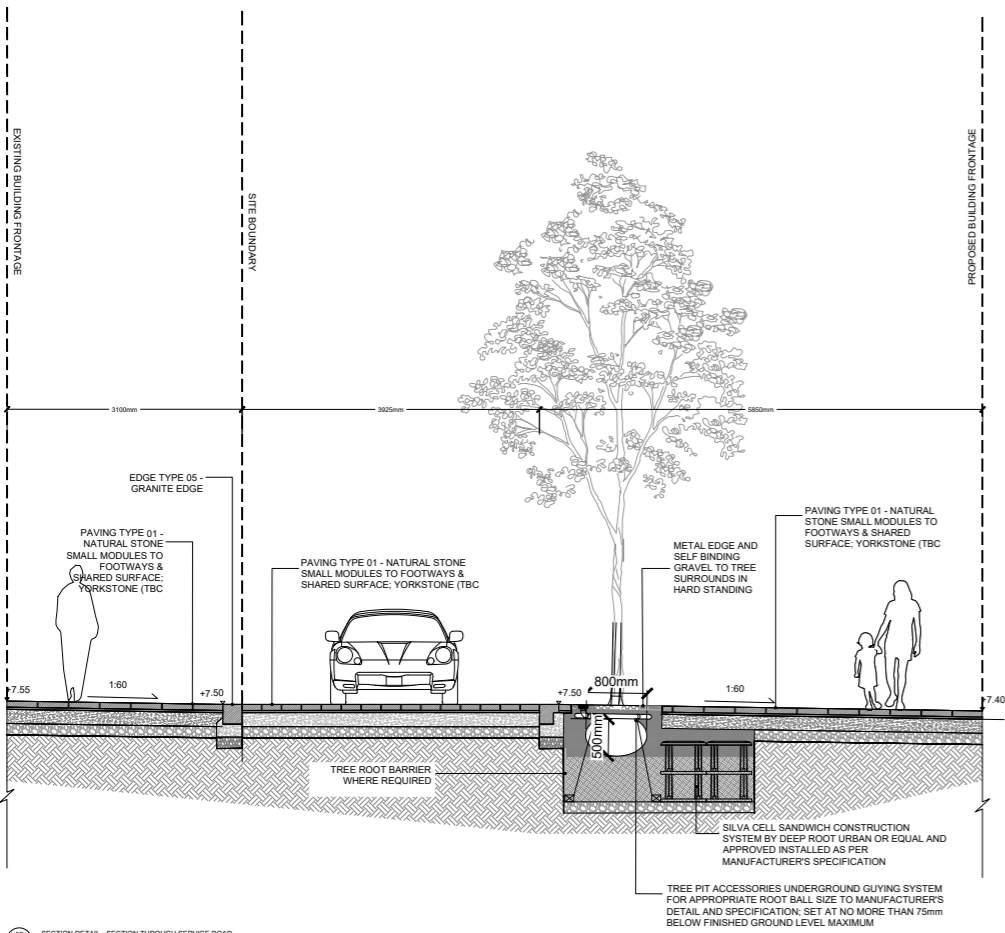 EXISTING BUILDING FRONTAGE
SITE BOUNDARY
PROPOSED BUILDING FRONTAGE
3100mm
3925mm
5850mm
EDGE TYPE 05 -
GRANITE EDGE
PAVING TYPE 01 -
NATURAL STONE
SMALL MODULES TO
FOOTWAYS &
SHARED SURFACE;
YORKSTONE (TBC
PAVING TYPE 01 - NATURAL STONE
SMALL MODULES TO FOOTWAYS &
SHARED SURFACE; YORKSTONE (TBC
METAL EDGE AND
SELF BINDING
GRAVEL TO TREE
SURROUNDS IN
HARD STANDING
PAVING TYPE 01 - NATURAL
STONE SMALL MODULES TO
FOOTWAYS & SHARED
SURFACE; YORKSTONE (TBC
+7.55
1:60
+7.50
+7.50
800mm
1:60
+7.40
500mm
TREE ROOT BARRIER
WHERE REQUIRED
SILVA CELL SANDWICH CONSTRUCTION
SYSTEM BY DEEP ROOT URBAN OR EQUAL AND
APPROVED INSTALLED AS PER
MANUFACTURER'S SPECIFICATION
TREE PIT ACCESSORIES UNDERGROUND GUYING SYSTEM
FOR APPROPRIATE ROOT BALL SIZE TO MANUFACTURER'S
DETAIL AND SPECIFICATION; SET AT NO MORE THAN 75mm
BELOW FINISHED GROUND LEVEL MAXIMUM